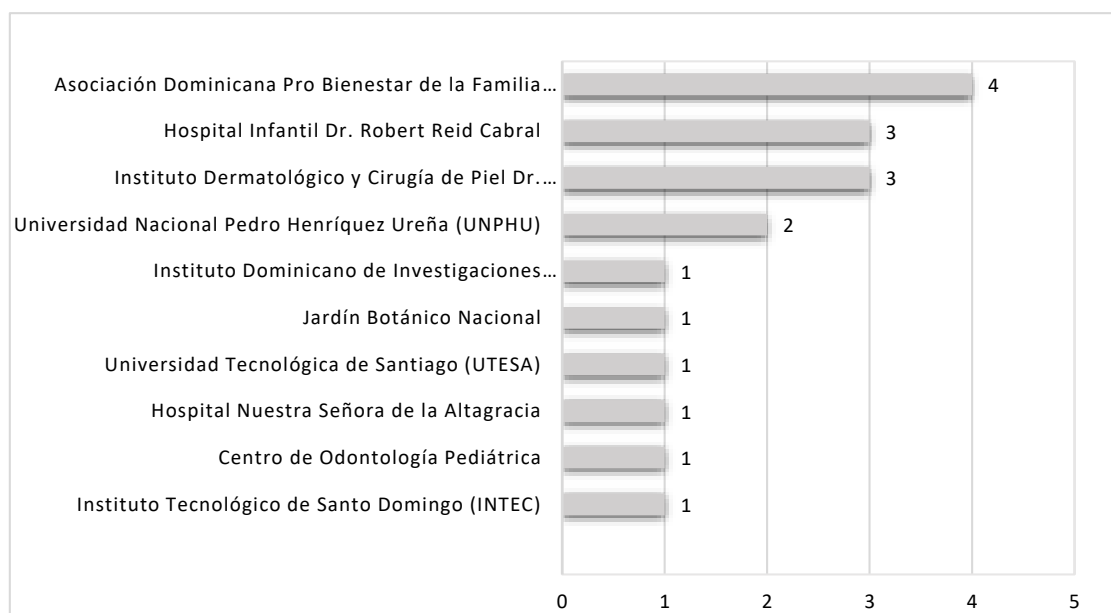 Asociación Dominicana Pro Bienestar de la Familia… 4
Hospital Infantil Dr. Robert Reid Cabral 3
Instituto Dermatológico y Cirugía de Piel Dr.… 3
Universidad Nacional Pedro Henríquez Ureña (UNPHU) 2
Instituto Dominicano de Investigaciones… 1
Jardín Botánico Nacional 1
Universidad Tecnológica de Santiago (UTESA) 1
Hospital Nuestra Señora de la Altagracia 1
Centro de Odontología Pediátrica 1
Instituto Tecnológico de Santo Domingo (INTEC) 1
0 1 2 3 4 5